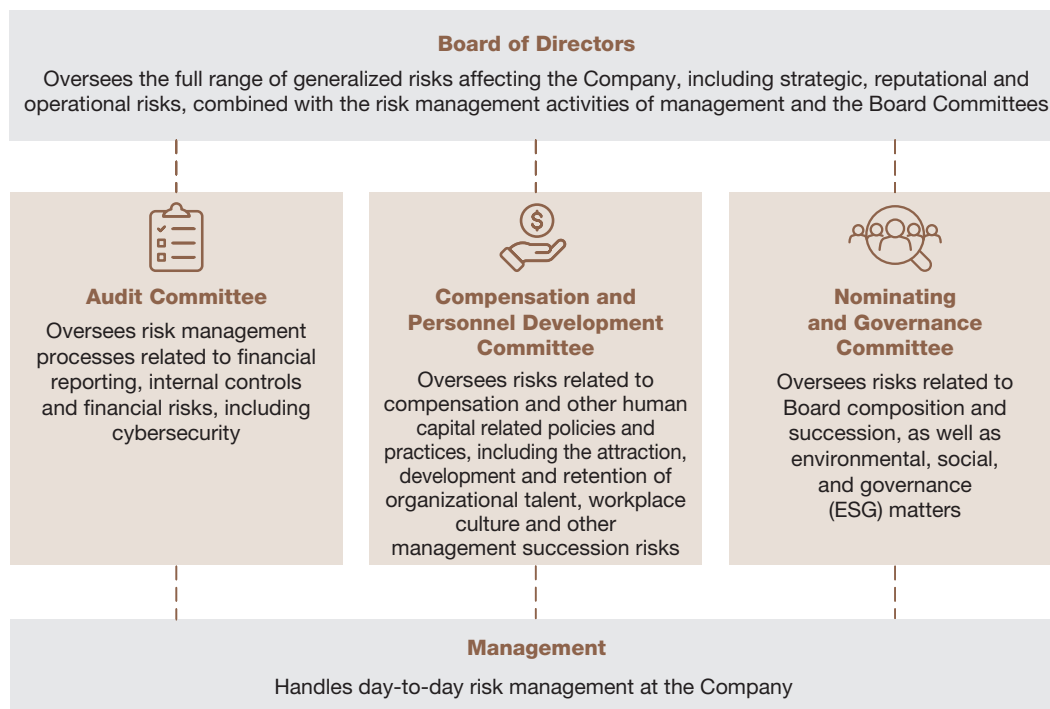 Board of Directors
Oversees the full range of generalized risks affecting the Company, including strategic, reputational and
operational risks, combined with the risk management activities of management and the Board Committees
$
Audit Committee
Oversees risk management
processes related to financial
reporting, internal controls
and financial risks, including
cybersecurity
Compensation and
Personnel Development
Committee
Oversees risks related to
compensation and other human
capital related policies and
practices, including the attraction,
development and retention of
organizational talent, workplace
culture and other
management succession risks
Nominating
and Governance
Committee
Oversees risks related to
Board composition and
succession, as well as
environmental, social,
and governance
(ESG) matters
Management
Handles day-to-day risk management at the Company